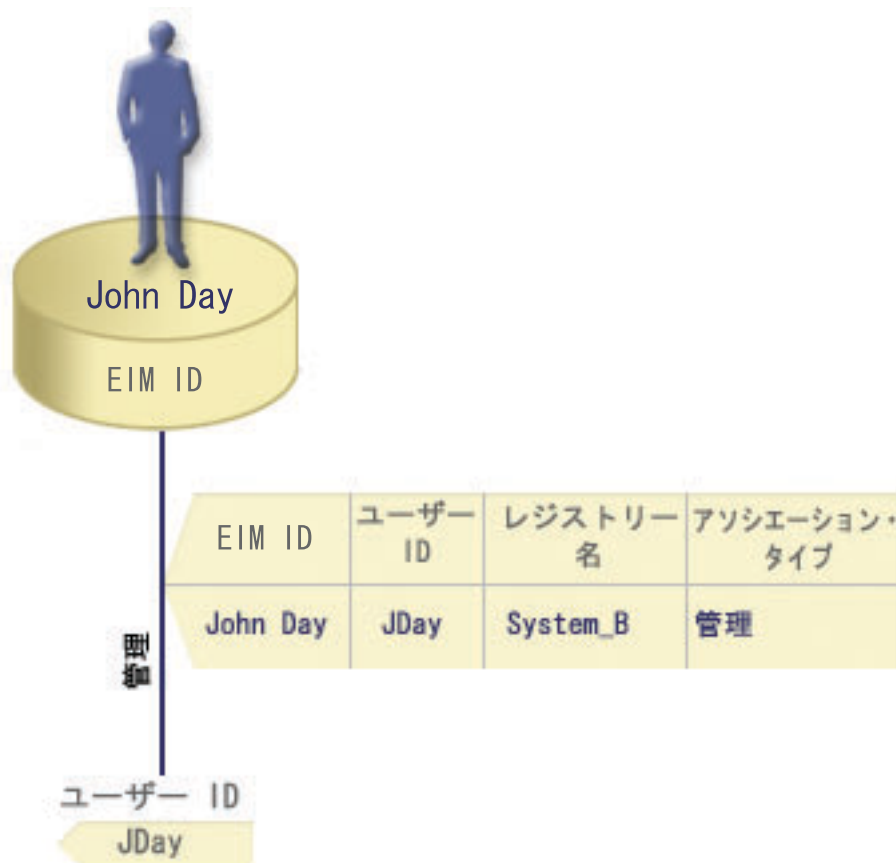 John Day
EIM ID
EIM ID
ユーザー
ID
レジストリー
名
アソシエーション・
タイプ
John Day
JDay
System_B
管理
管理
ユーザー ID
JDay